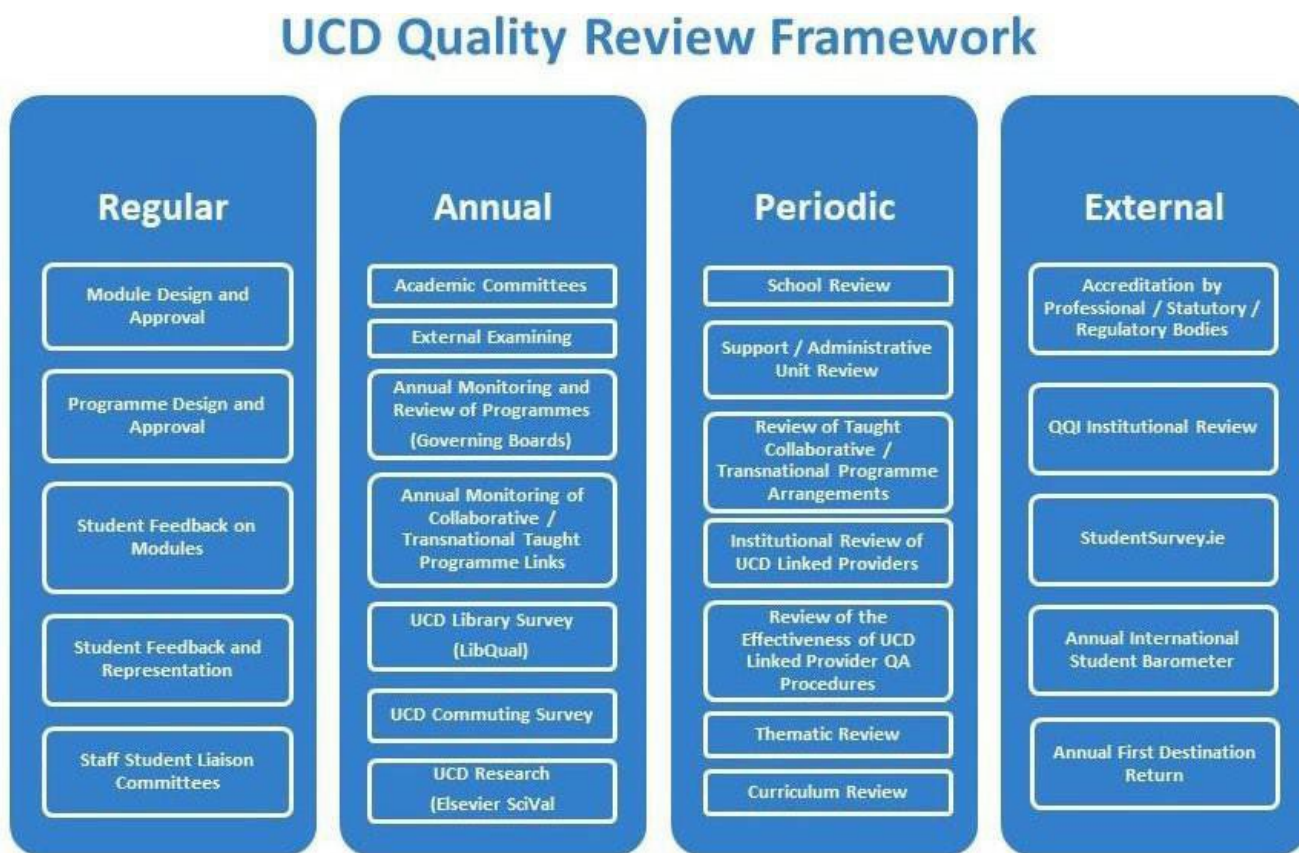 UCD Quality Review Framework
Regular
Module Design and
Approval
Programme Design and
Approval
Student Feedback on
Modules
Student Feedback and
Representation
Staff Student Liaison
Committees
Annual
Academic Committees
External Examining
Annual Monitoring and
Review of Programmes
(Governing Boards)
Annual Monitoring of
Collaborative /
Transnational Taught
Programme Links
UCD Library Survey
(LibQual)
UCD Commuting Survey
UCD Research
(Elsevier SciVal
Periodic
School Review
Support / Administrative
Unit Review
Review of Taught
Collaborative /
Transnational Programme
Arrangements
Institutional Review of
UCD Linked Providers
Review of the
Effectiveness of UCD
Linked Provider QA
Procedures
Thematic Review
Curriculum Review
External
Accreditation by
Professional / Statutory /
Regulatory Bodies
QQI Institutional Review
StudentSurvey.ie
Annual International
Student Barometer
Annual First Destination
Return